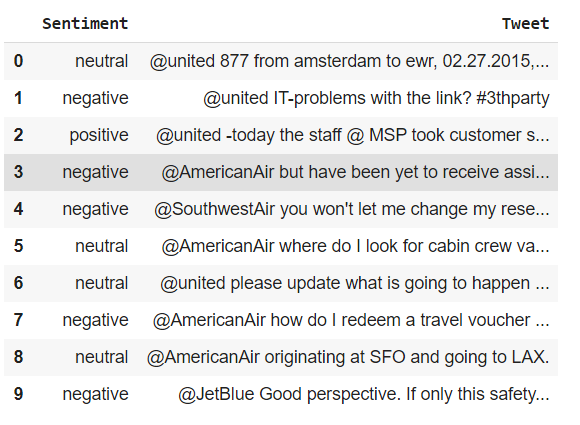 Sentiment Tweet
0 neutral @united 877 from amsterdam to ewr, 02.27.2015,...
1 negative @united IT-problems with the link? #3thparty
2 positive @united -today the staff @ MSP took customer s...
3 negative @AmericanAir but have been yet to receive assi...
4 negative @SouthwestAir you won't let me change my rese...
5 neutral @AmericanAir where do I look for cabin crew va...
6 neutral @united please update what is going to happen ...
7 negative @AmericanAir how do I redeem a travel voucher ...
8 neutral @AmericanAir originating at SFO and going to LAX.
9 negative @JetBlue Good perspective. If only this safety...